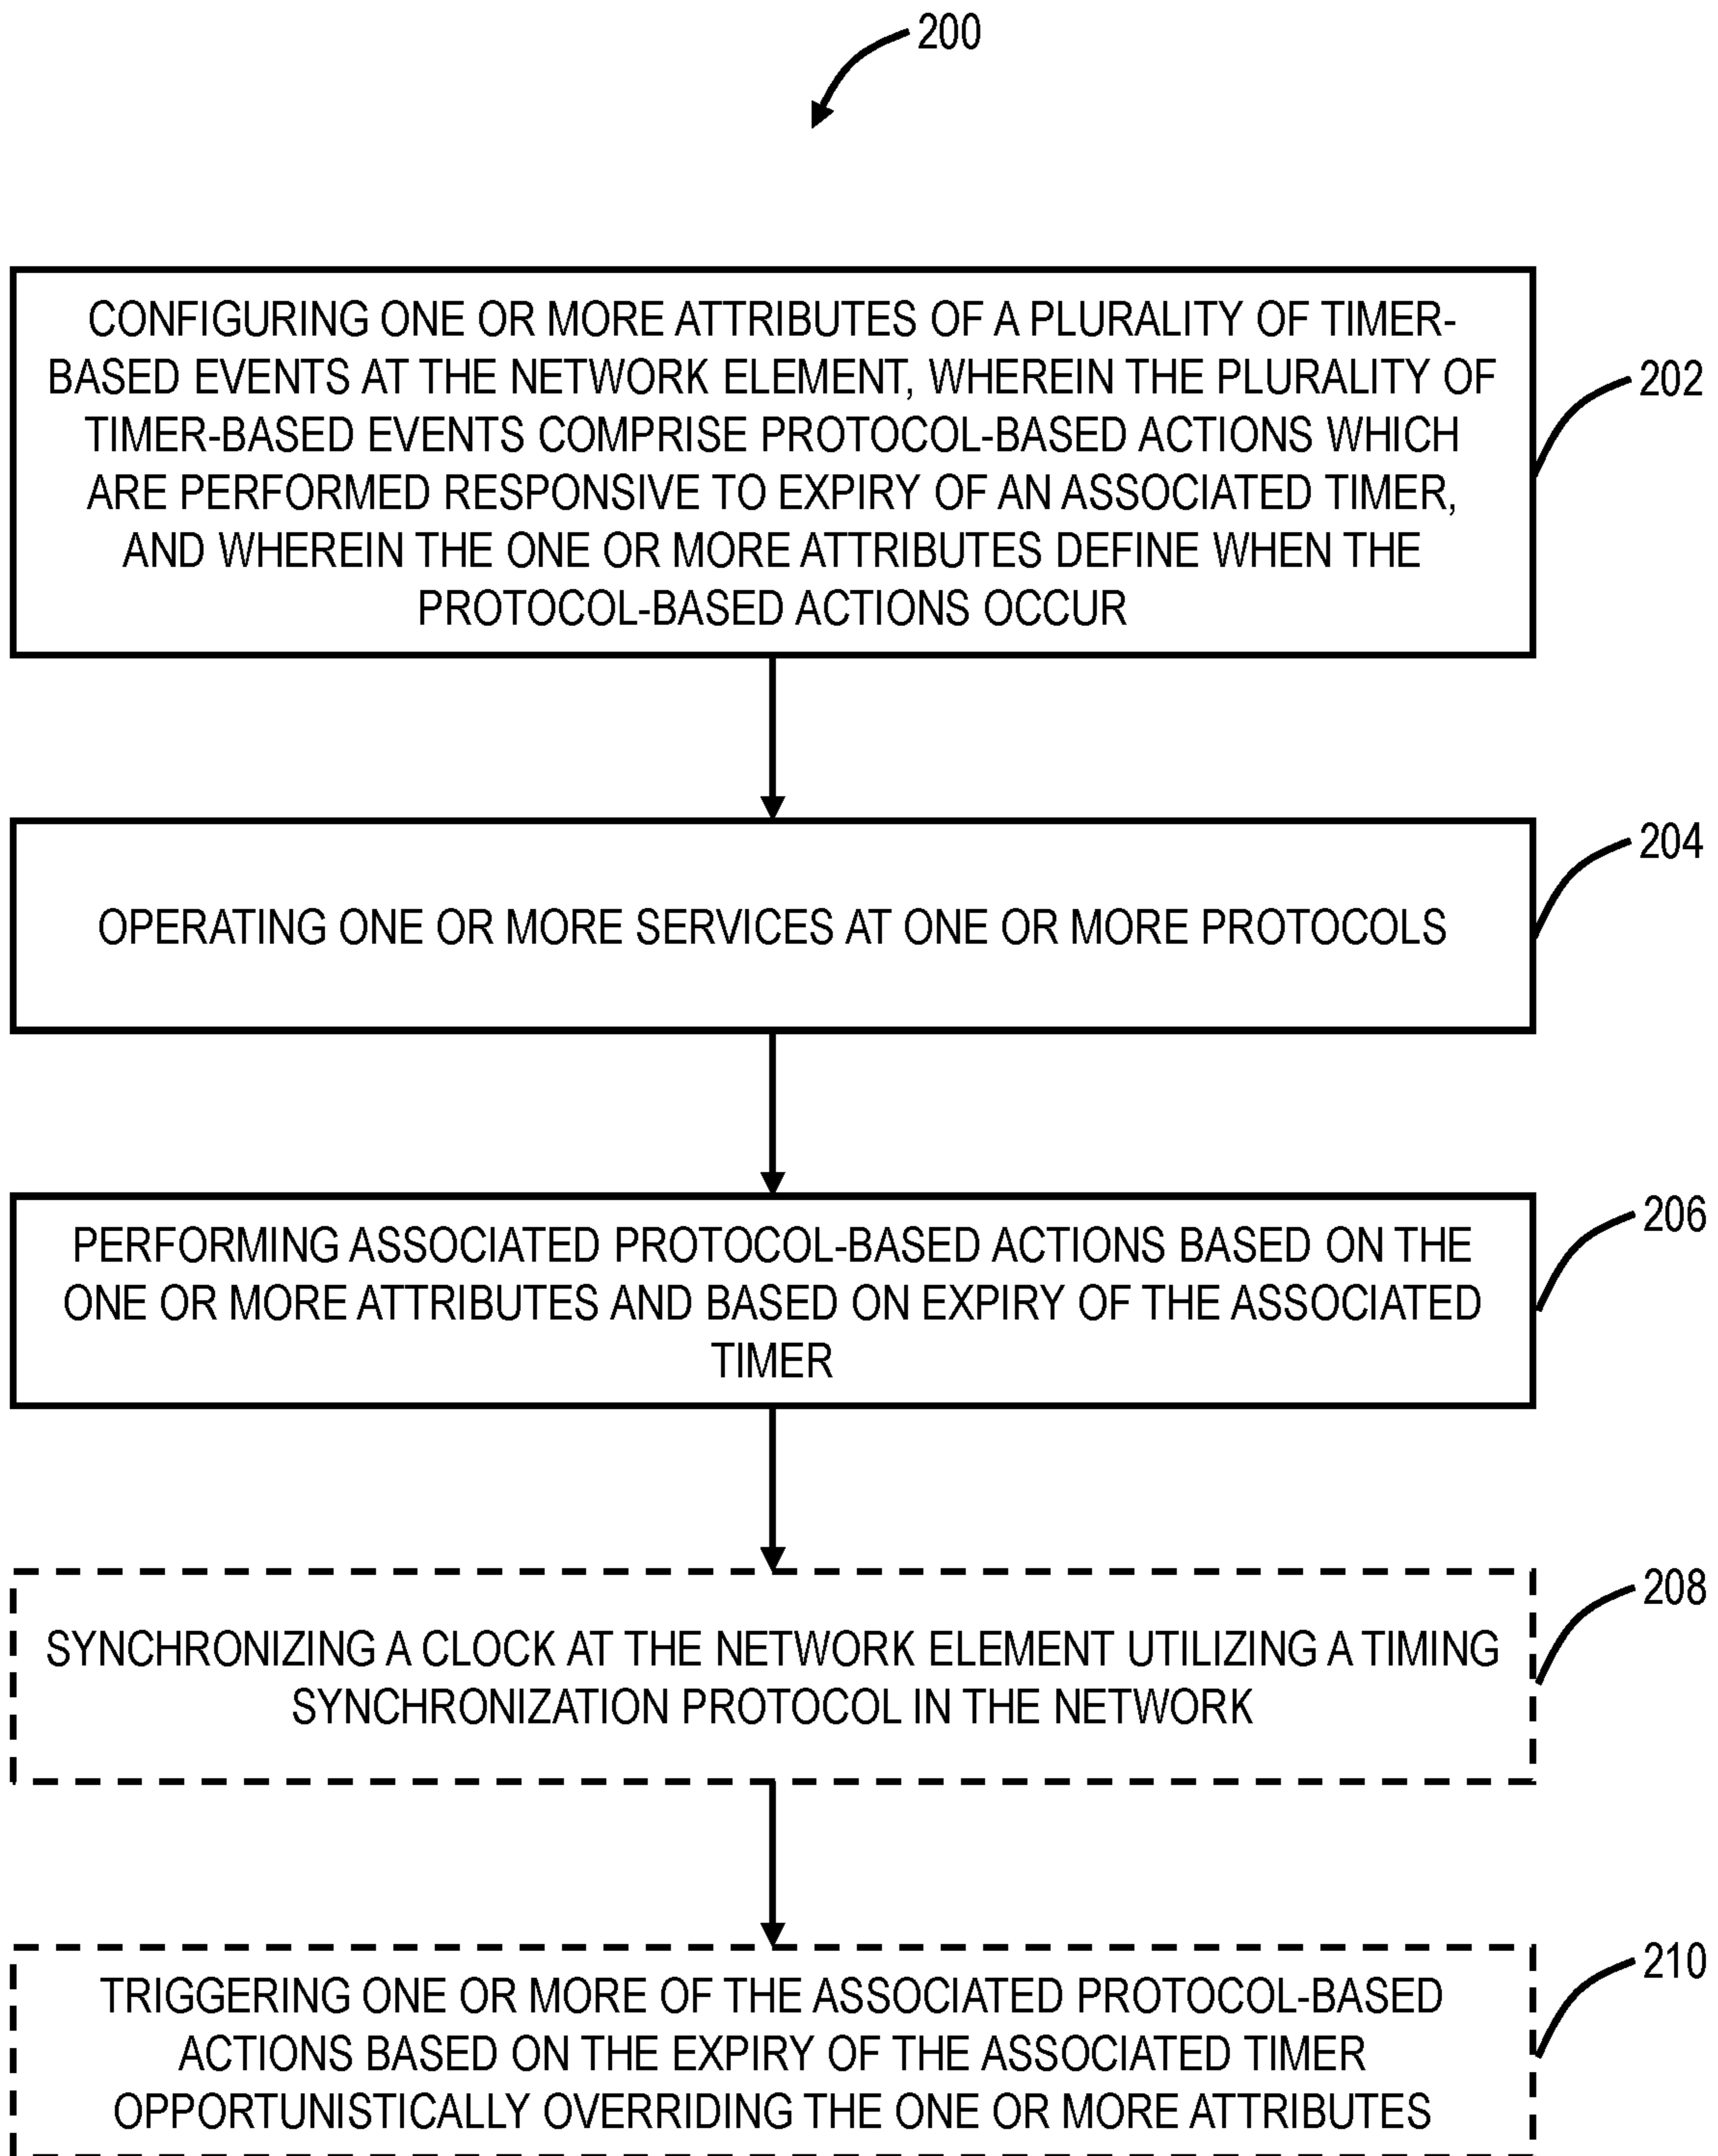 200
CONFIGURING ONE OR MORE ATTRIBUTES OF A PLURALITY OF TIMER-
BASED EVENTS AT THE NETWORK ELEMENT, WHEREIN THE PLURALITY OF
TIMER-BASED EVENTS COMPRISE PROTOCOL-BASED ACTIONS WHICH
ARE PERFORMED RESPONSIVE TO EXPIRY OF AN ASSOCIATED TIMER,
AND WHEREIN THE ONE OR MORE ATTRIBUTES DEFINE WHEN THE
PROTOCOL-BASED ACTIONS OCCUR
202
OPERATING ONE OR MORE SERVICES AT ONE OR MORE PROTOCOLS
204
PERFORMING ASSOCIATED PROTOCOL-BASED ACTIONS BASED ON THE
ONE OR MORE ATTRIBUTES AND BASED ON EXPIRY OF THE ASSOCIATED
TIMER
206
SYNCHRONIZING A CLOCK AT THE NETWORK ELEMENT UTILIZING A TIMING
SYNCHRONIZATION PROTOCOL IN THE NETWORK
208
TRIGGERING ONE OR MORE OF THE ASSOCIATED PROTOCOL-BASED
ACTIONS BASED ON THE EXPIRY OF THE ASSOCIATED TIMER
OPPORTUNISTICALLY OVERRIDING THE ONE OR MORE ATTRIBUTES
210